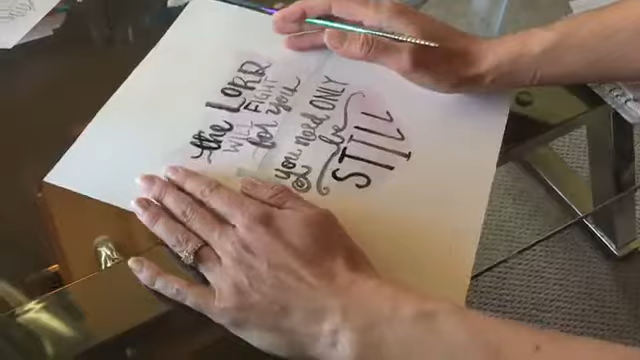 the LORD
WILL FIGHT
for you
you need ONLY
be
STILL